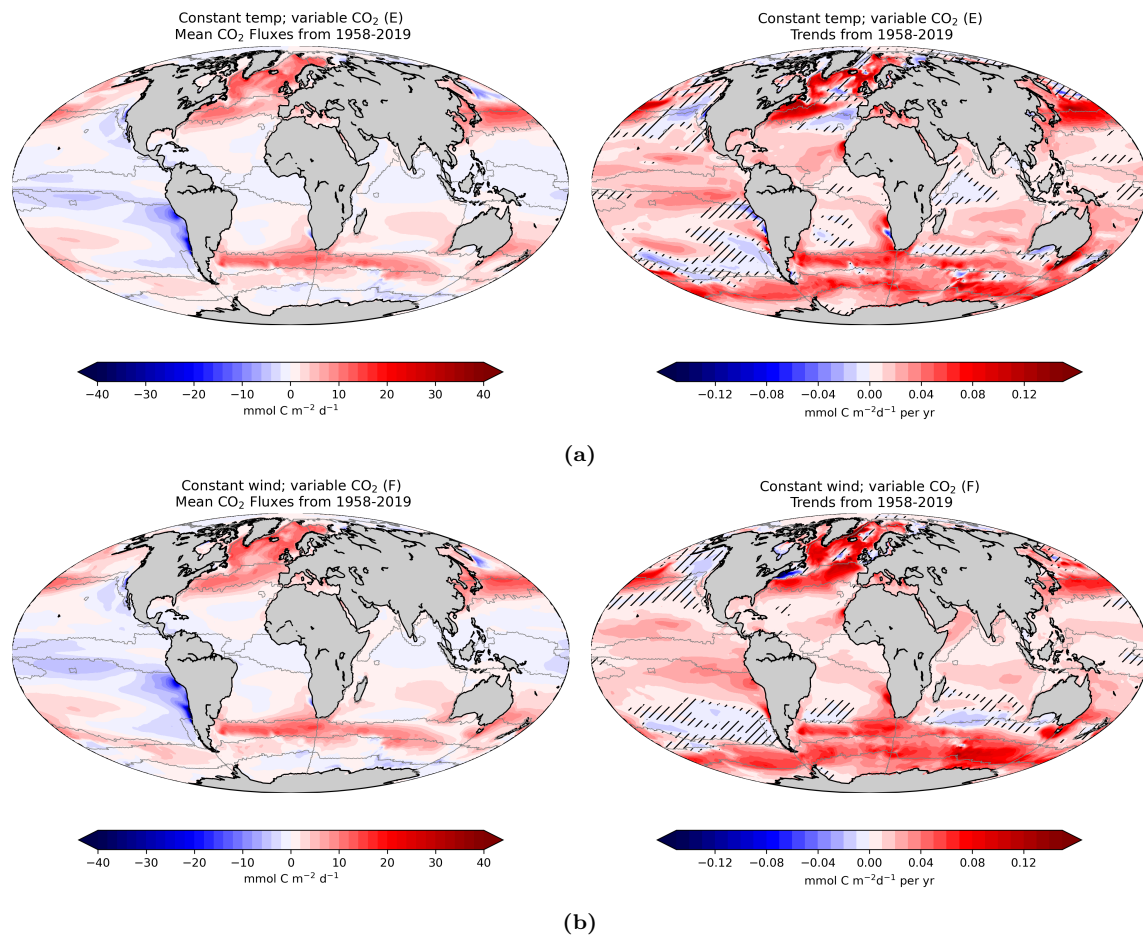 Constant temp; variable CO₂ (E)
Mean CO₂ Fluxes from 1958-2019
Constant temp; variable CO₂ (E)
Trends from 1958-2019
−40 −30 −20 −10 0 10 20 30 40
mmol C m⁻² d⁻¹
−0.12 −0.08 −0.04 0.00 0.04 0.08 0.12
mmol C m⁻²d⁻¹ per yr
(a)
Constant wind; variable CO₂ (F)
Mean CO₂ Fluxes from 1958-2019
Constant wind; variable CO₂ (F)
Trends from 1958-2019
−40 −30 −20 −10 0 10 20 30 40
mmol C m⁻² d⁻¹
−0.12 −0.08 −0.04 0.00 0.04 0.08 0.12
mmol C m⁻²d⁻¹ per yr
(b)